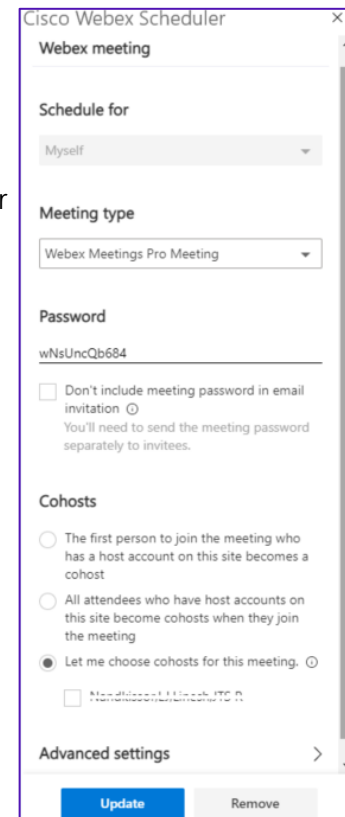 Cisco Webex Scheduler
Webex meeting
Schedule for
Myself
r
Meeting type
Webex Meetings Pro Meeting
Password
wNsUncQb684
Don't include meeting password in email
invitation
You'll need to send the meeting password
separately to invitees.
Cohosts
The first person to join the meeting who
has a host account on this site becomes a
cohost
All attendees who have host accounts on
this site become cohosts when they join
the meeting
Let me choose cohosts for this meeting.
Advanced settings
Update Remove